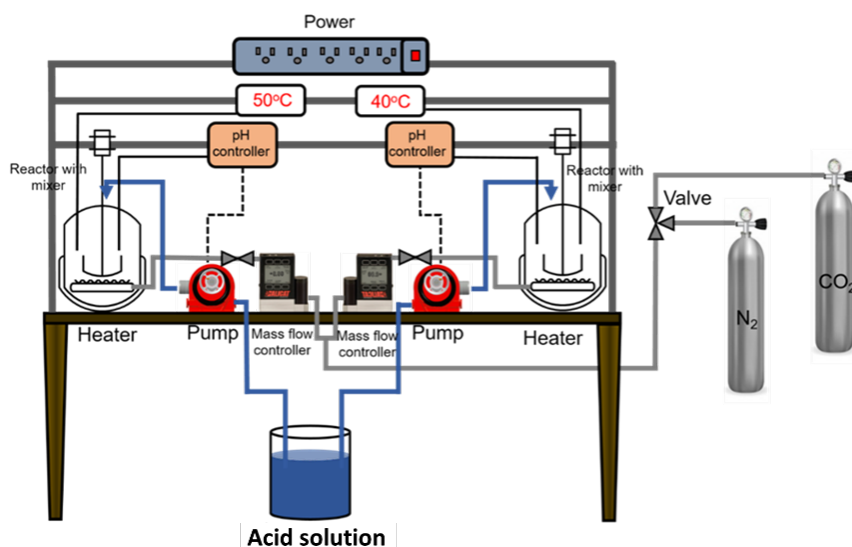 Power
50°C
40°C
pH
controller
pH
controller
Reactor with
mixer
Reactor with
mixer
Valve
CO2
N2
Heater
Pump
Mass flow
controller
Mass flow
controller
Pump
Heater
Acid solution